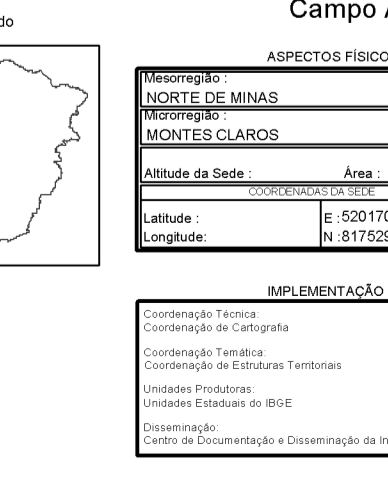 Campo
do
ASPECTOS FÍSICO
Mesorregião :
NORTE DE MINAS
Microrregião :
MONTES CLAROS
Altitude da Sede : Área :
COORDENADAS DA SEDE
Latitude : E :520170
Longitude: N :817529
IMPLEMENTAÇÃO
Coordenação Técnica:
Coordenação de Cartografia
Coordenação Temática:
Coordenação de Estruturas Territoriais
Unidades Produtoras:
Unidades Estaduais do IBGE
Disseminação:
Centro de Documentação e Disseminação da In